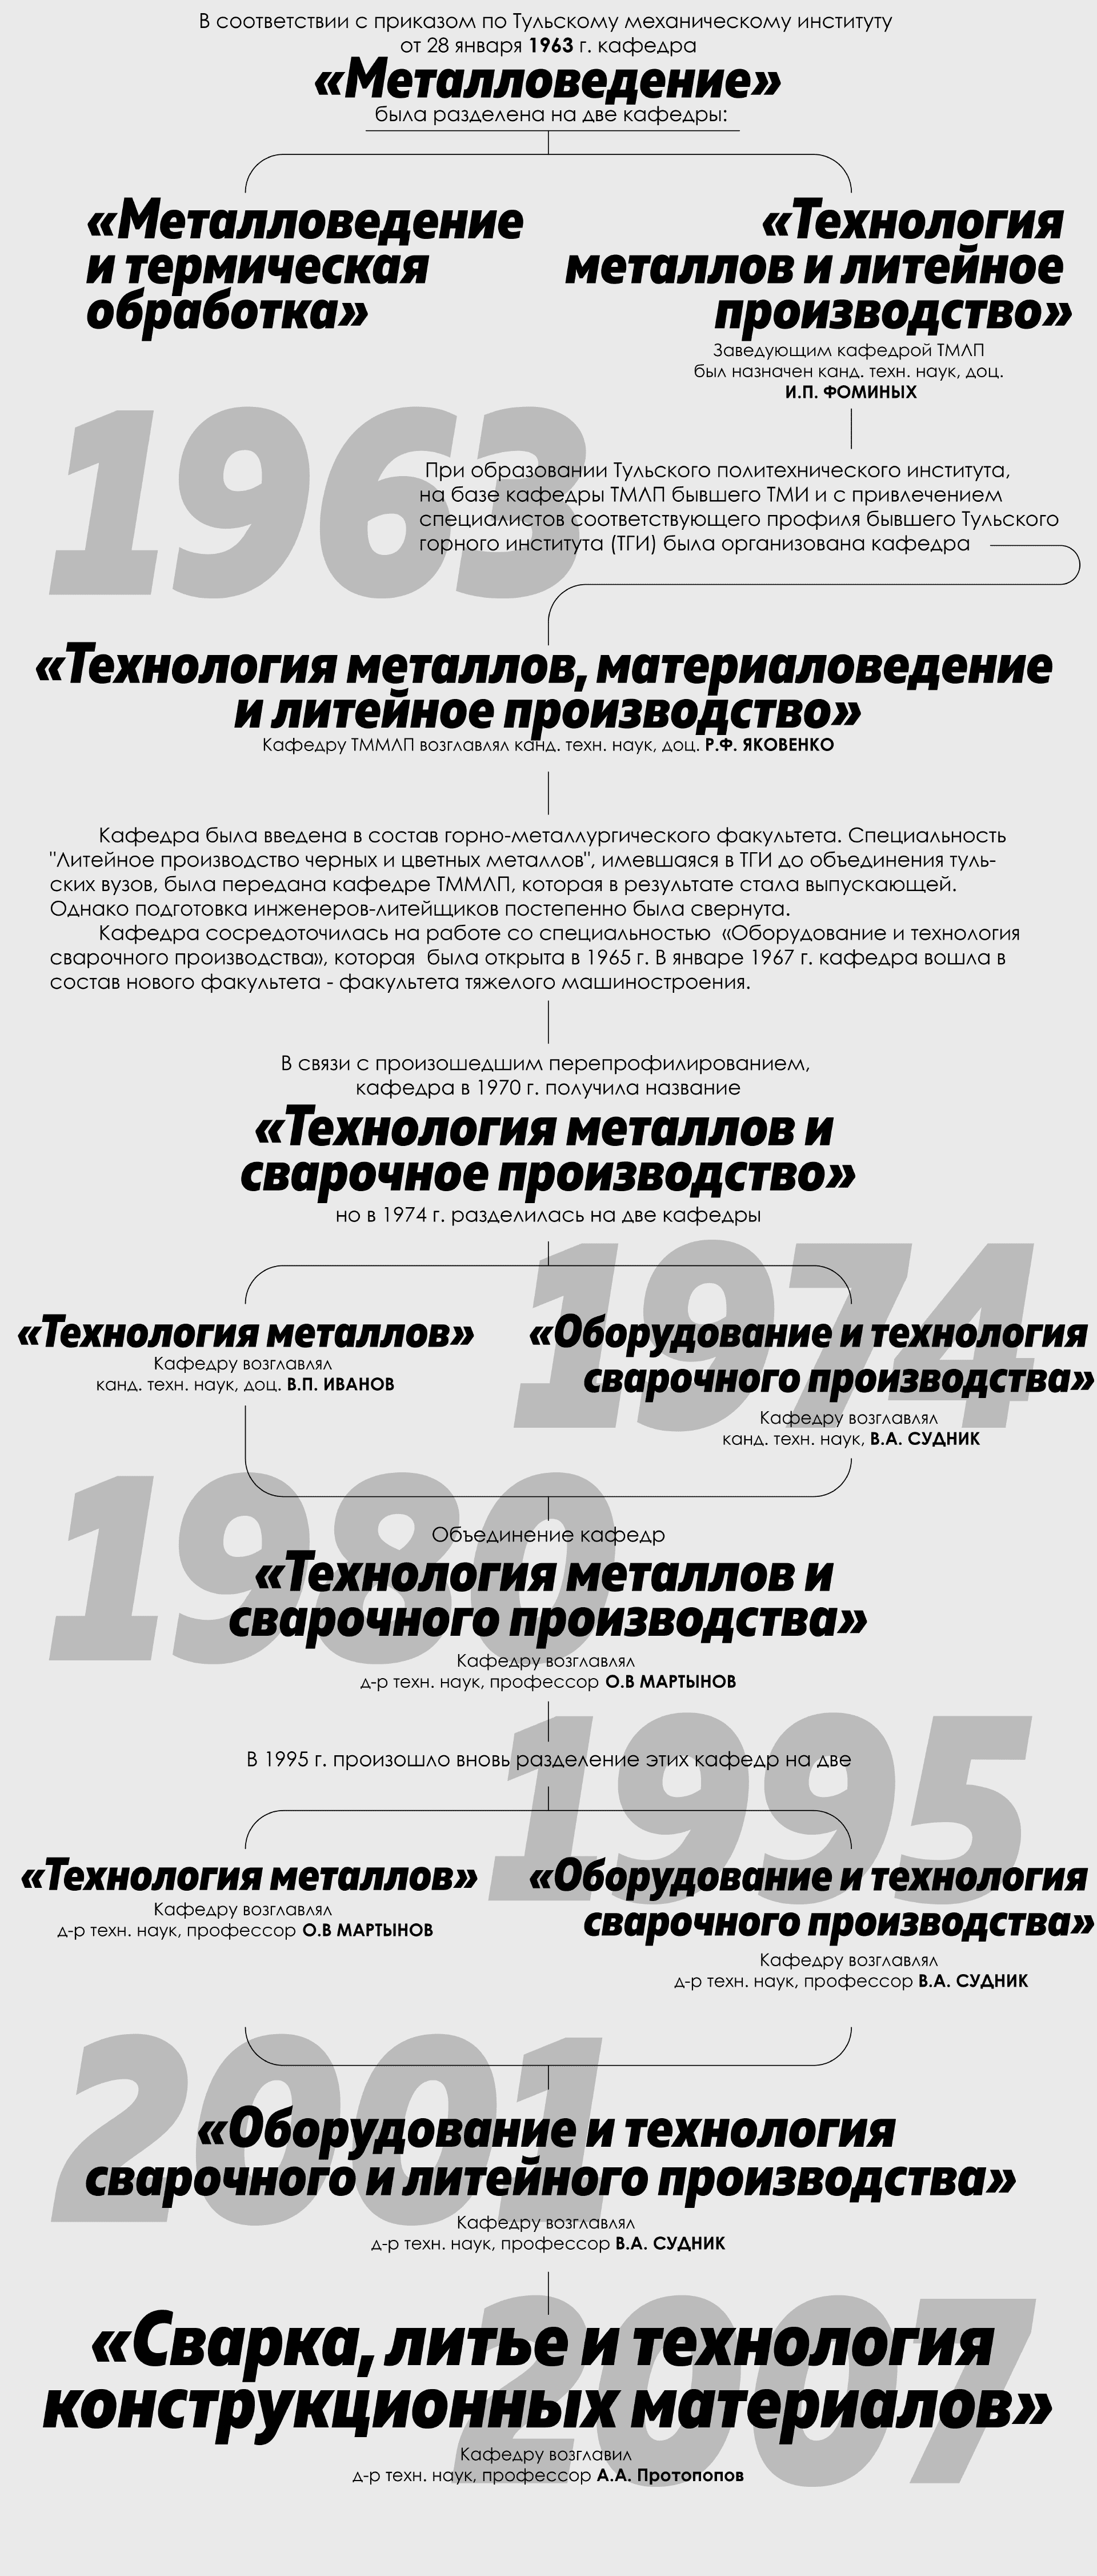 В соответствии с приказом по Тульскому механическому институту
от 28 января 1963 г. кафедра
«Металловедение»
была разделена на две кафедры:
«Металловедение
и термическая
обработка»
«Технология
металлов и литейное
производство»
Заведующим кафедрой ТМЛП
был назначен канд. техн. наук, доц.
И.П. ФОМИНЫХ
1963
При образовании Тульского политехнического института,
на базе кафедры ТМЛП бывшего ТМИ и с привлечением
специалистов соответствующего профиля бывшего Тульского
горного института (ТГИ) была организована кафедра
«Технология металлов, материаловедение
и литейное производство»
Кафедру ТММЛП возглавлял канд. техн. наук, доц. Р.Ф. ЯКОВЕНКО
Кафедра была введена в состав горно-металлургического факультета. Специальность
"Литейное производство черных и цветных металлов", имевшаяся в ТГИ до объединения туль-
ских вузов, была передана кафедре ТММЛП, которая в результате стала выпускающей.
Однако подготовка инженеров-литейщиков постепенно была свернута.
Кафедра сосредоточилась на работе со специальностью «Оборудование и технология
сварочного производства», которая была открыта в 1965 г. В январе 1967 г. кафедра вошла в
состав нового факультета - факультета тяжелого машиностроения.
В связи с произошедшим перепрофилированием,
кафедра в 1970 г. получила название
«Технология металлов и
сварочное производство»
но в 1974 г. разделилась на две кафедры
1974
«Технология металлов»
Кафедру возглавлял
канд. техн. наук, доц. В.П. ИВАНОВ
«Оборудование и технология
сварочного производства»
Кафедру возглавлял
канд. техн. наук, В.А. СУДНИК
1980
Объединение кафедр
«Технология металлов и
сварочного производства»
Кафедру возглавлял
д-р техн. наук, профессор О.В МАРТЫНОВ
1995
В 1995 г. произошло вновь разделение этих кафедр на две
«Технология металлов»
Кафедру возглавлял
д-р техн. наук, профессор О.В МАРТЫНОВ
«Оборудование и технология
сварочного производства»
Кафедру возглавлял
д-р техн. наук, профессор В.А. СУДНИК
2001
«Оборудование и технология
сварочного и литейного производства»
Кафедру возглавлял
д-р техн. наук, профессор В.А. СУДНИК
2007
«Сварка, литье и технология
конструкционных материалов»
Кафедру возглавил
д-р техн. наук, профессор А.А. Протопопов